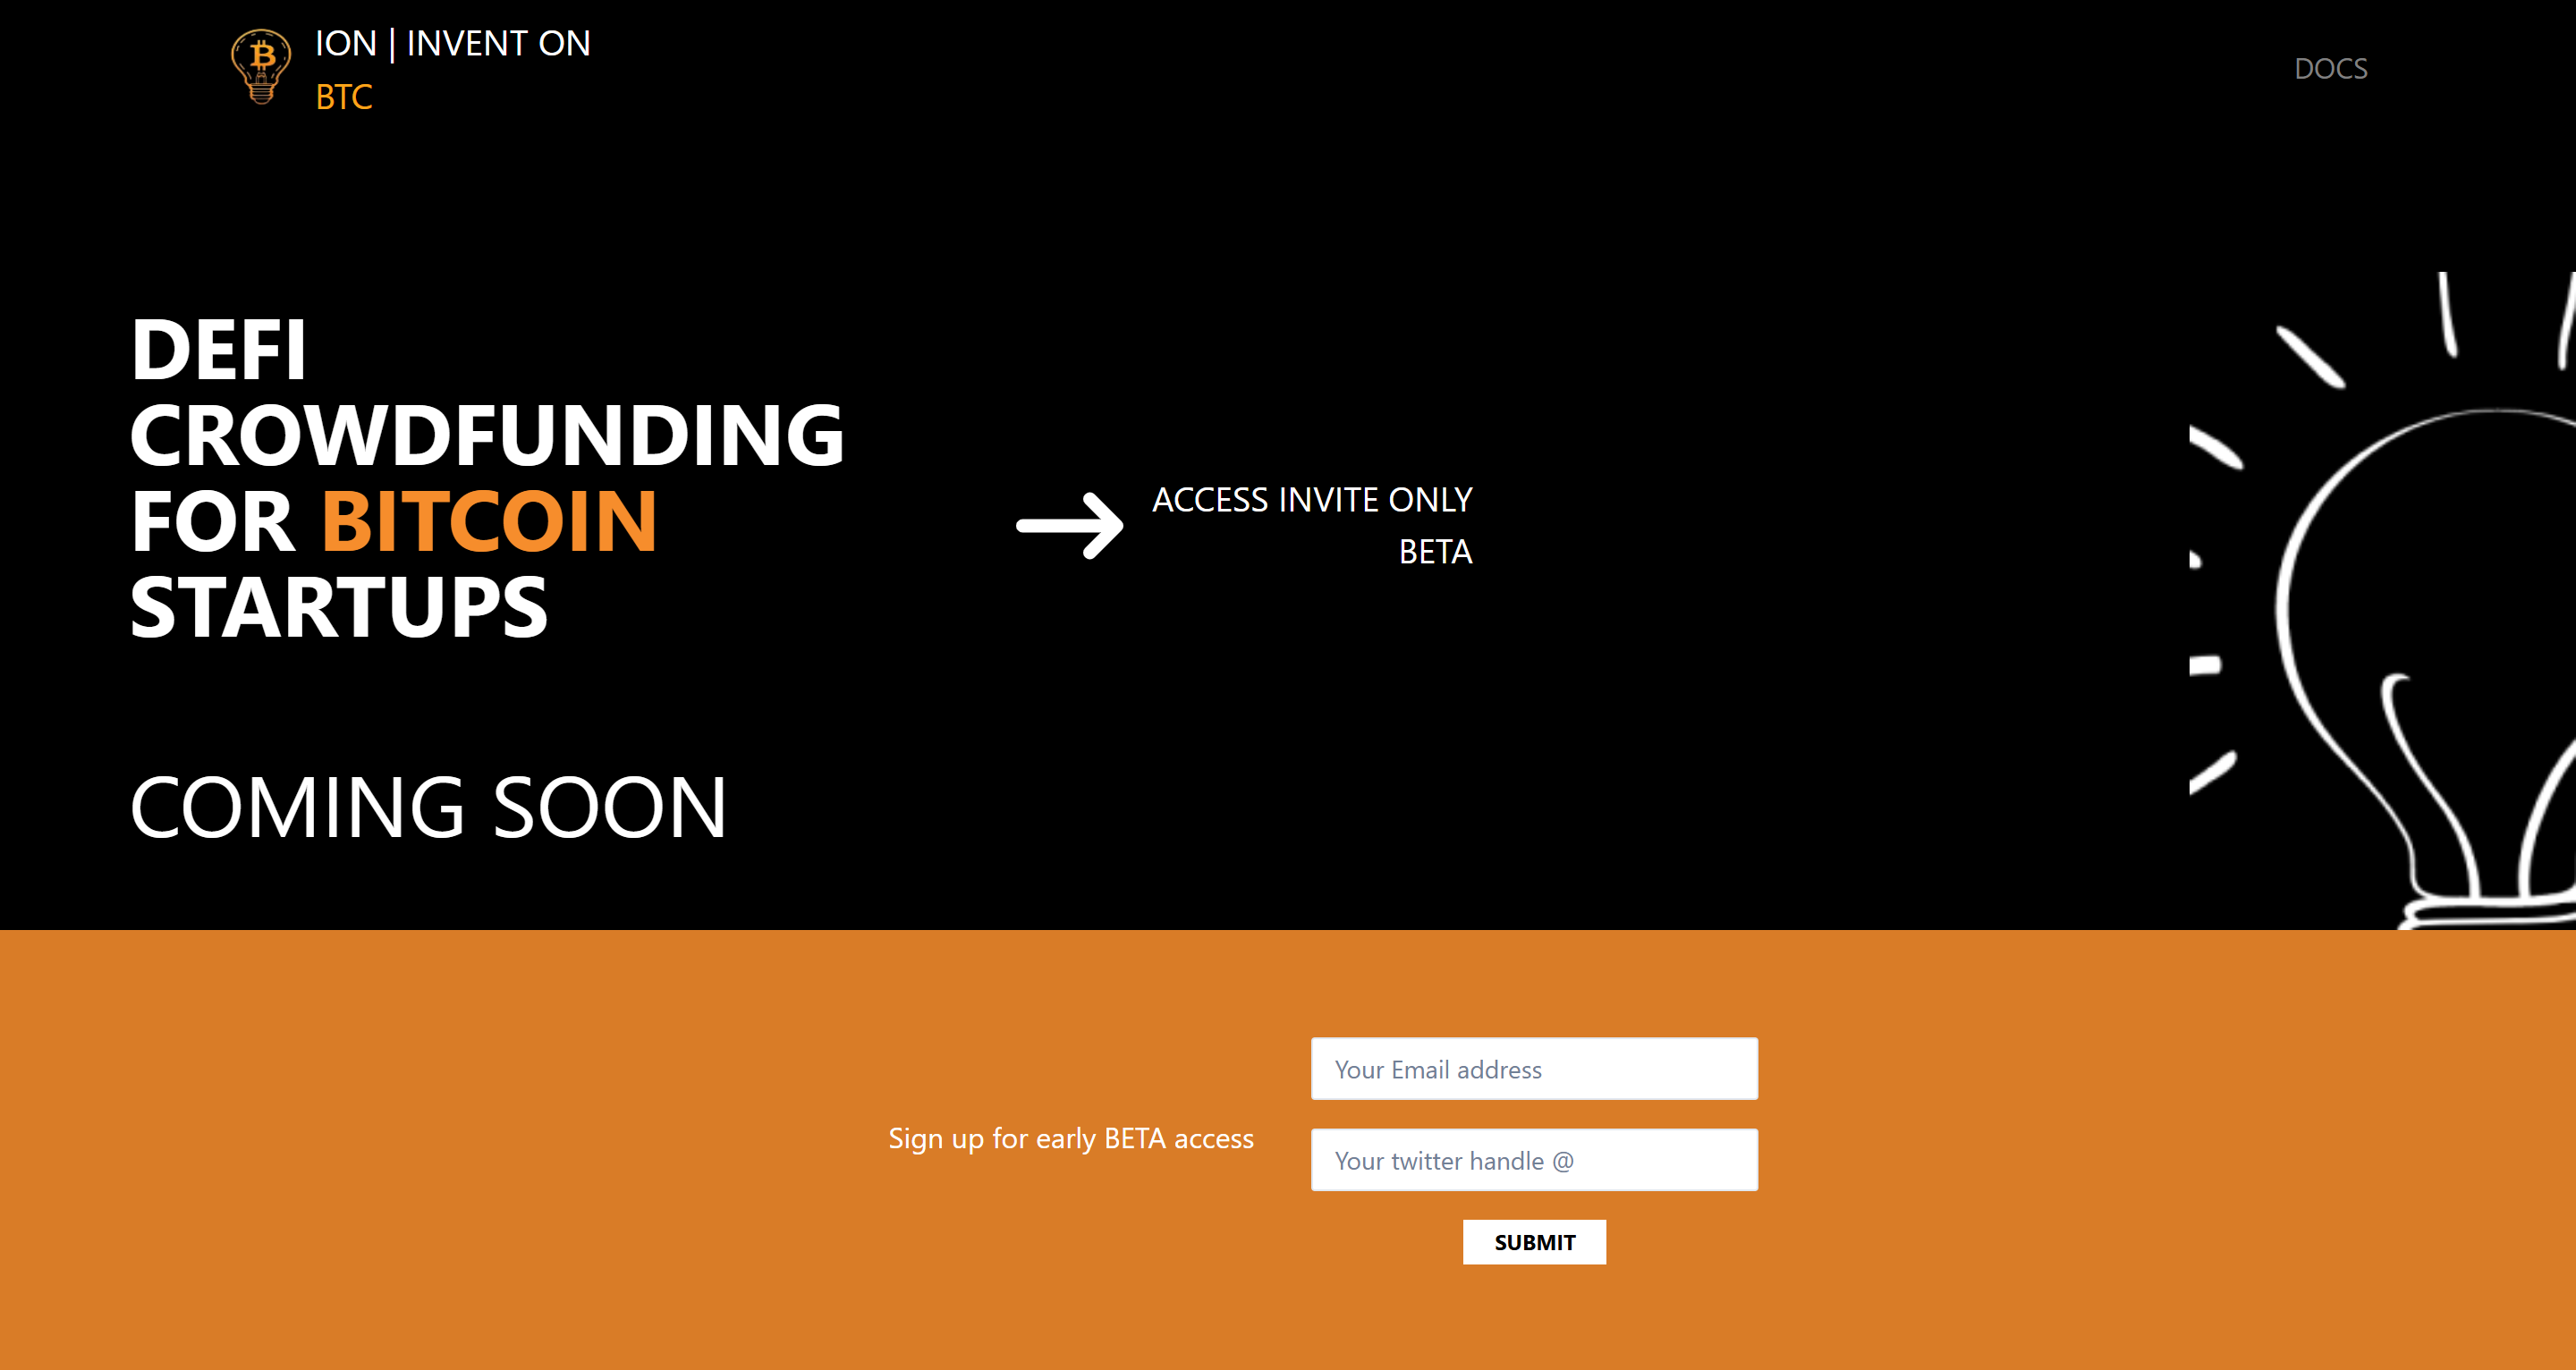 ION | INVENT ON
BTC
DOCS
DEFI
CROWDFUNDING
FOR BITCOIN
STARTUPS
ACCESS INVITE ONLY
BETA
COMING SOON
Sign up for early BETA access
Your Email address
Your twitter handle @
SUBMIT